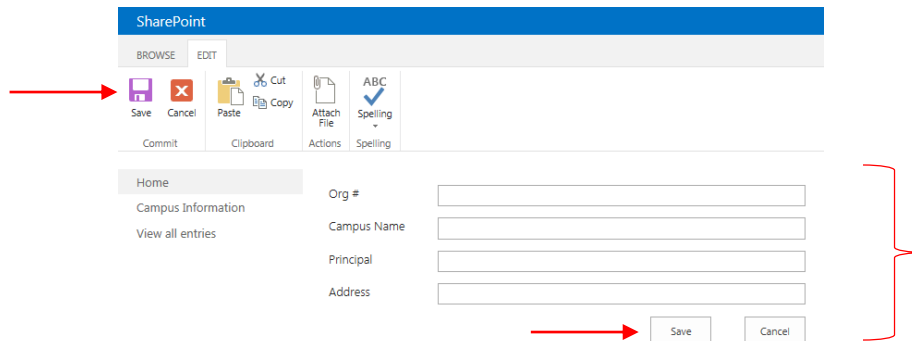 SharePoint
BROWSE EDIT
Save Cancel Paste Cut Copy Attach File ABC Spelling
Commit Clipboard Actions Spelling
Home
Campus Information
View all entries
Org #
Campus Name
Principal
Address
Save Cancel